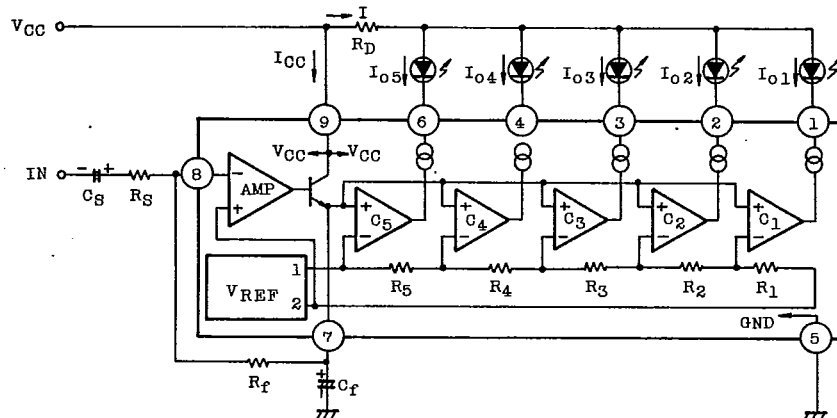 VCC
I
RD
ICC
Io5
Io4
Io3
Io2
Io1
9
6
4
3
2
1
VCC
VCC
8
IN
- +
CS
RS
-
AMP
+
+
C5
-
+
C4
-
+
C3
-
+
C2
-
+
C1
-
1
VREF
2
R5
R4
R3
R2
R1
GND
7
5
Rf
+
Cf